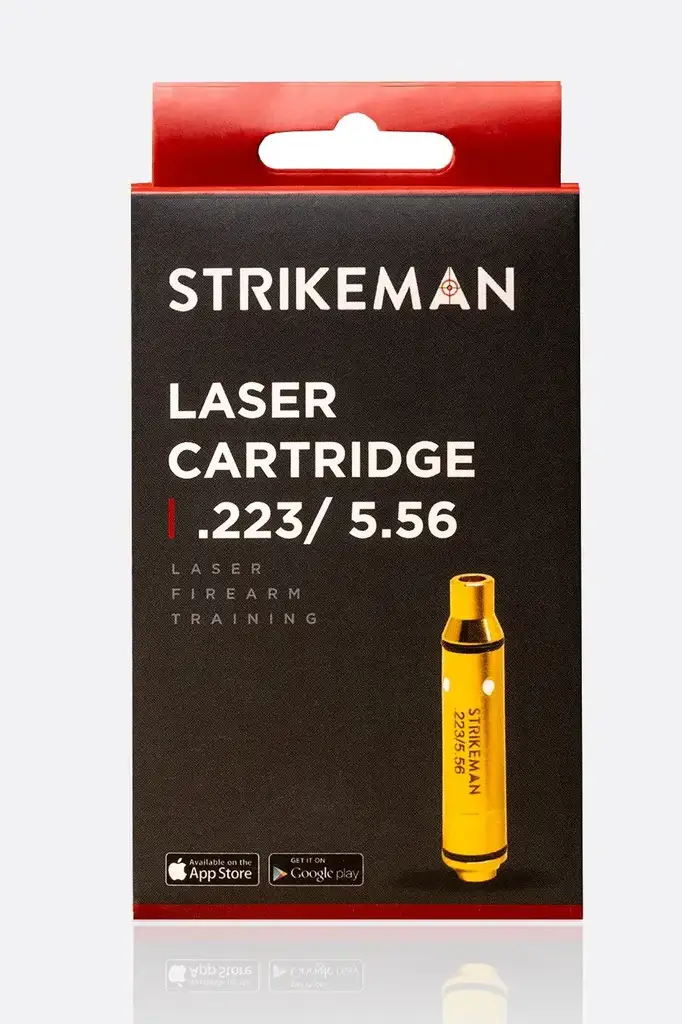 STRIKEMAN
LASER
CARTRIDGE
.223/ 5.56
LASER
FIREARM
TRAINING
STRIKEMAN
.223/5.56
Available on the
App Store
GET IT ON
Google play